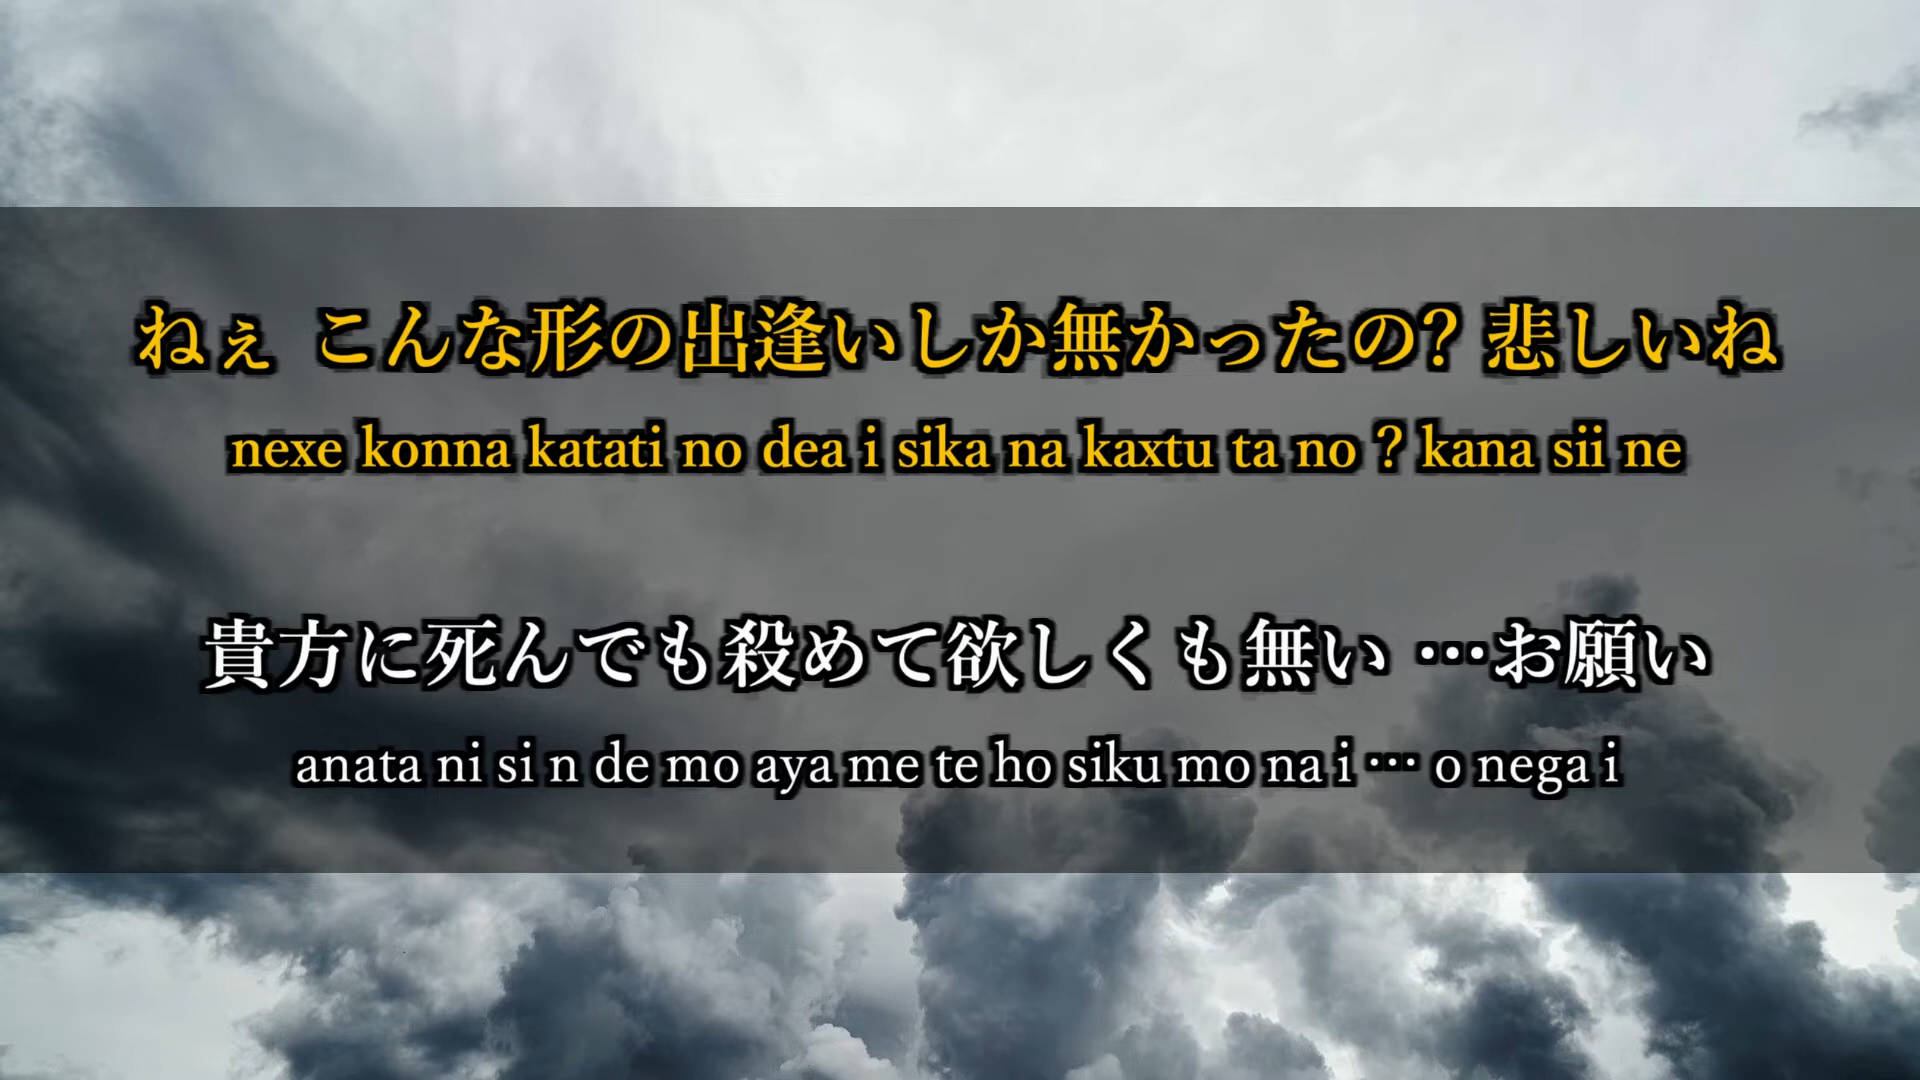 ねぇ こんな形の出逢いしか無かったの? 悲しいね
nexe konna katati no dea i sika na kaxtu ta no ? kana sii ne
貴方に死んでも殺めて欲しくも無い …お願い
anata ni si n de mo aya me te ho siku mo na i … o nega i